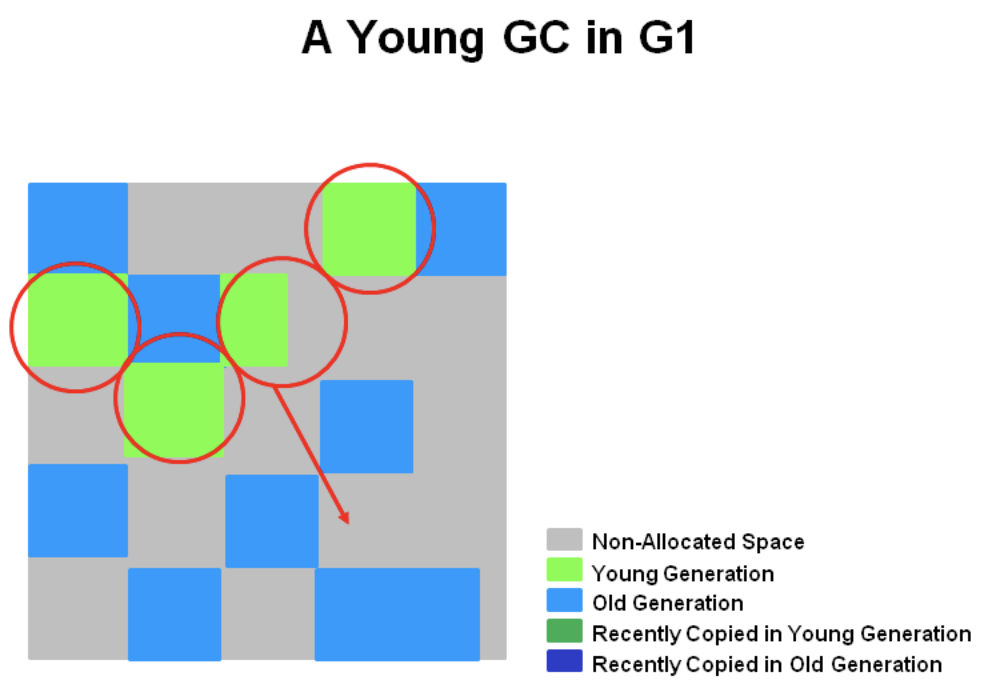 A Young GC in G1
Non-Allocated Space
Young Generation
Old Generation
Recently Copied in Young Generation
Recently Copied in Old Generation